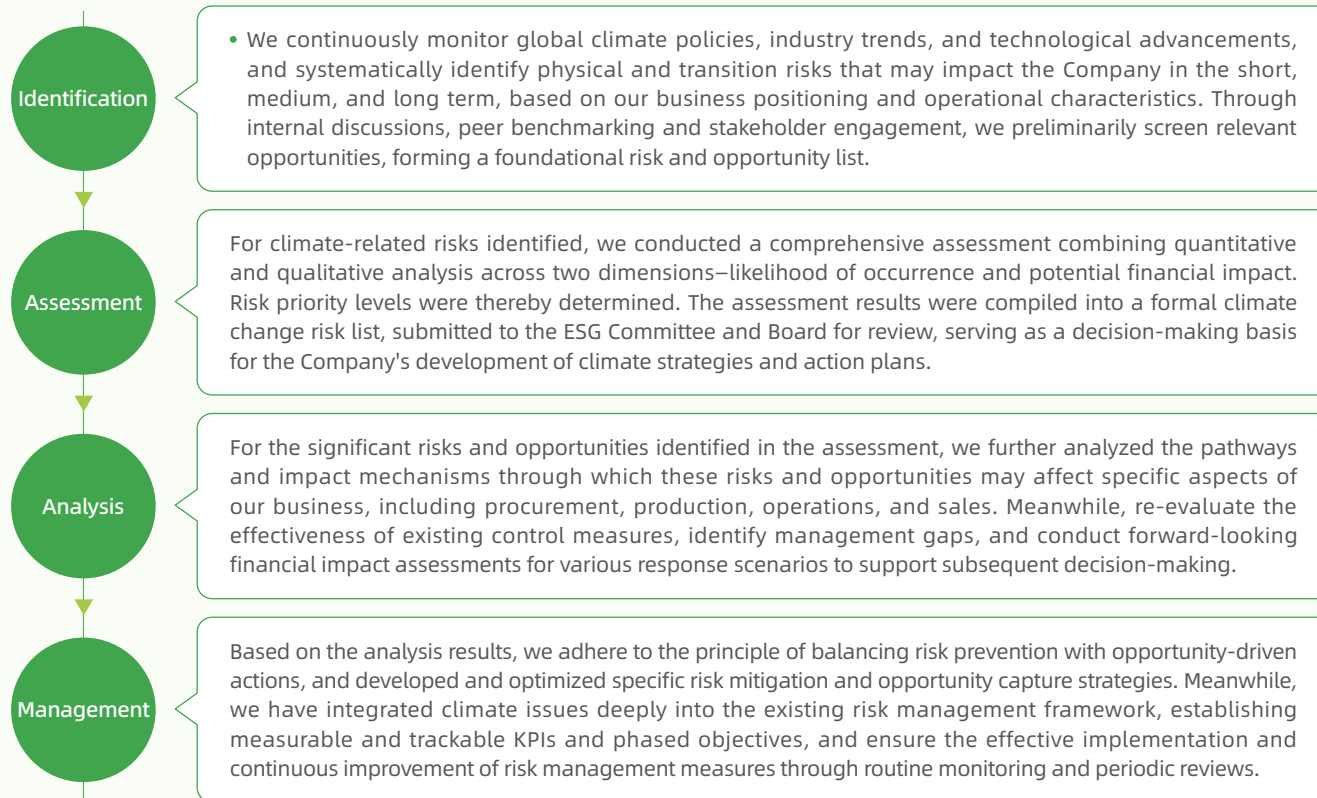 Identification
• We continuously monitor global climate policies, industry trends, and technological advancements,
and systematically identify physical and transition risks that may impact the Company in the short,
medium, and long term, based on our business positioning and operational characteristics. Through
internal discussions, peer benchmarking and stakeholder engagement, we preliminarily screen relevant
opportunities, forming a foundational risk and opportunity list.
Assessment
For climate-related risks identified, we conducted a comprehensive assessment combining quantitative
and qualitative analysis across two dimensions—likelihood of occurrence and potential financial impact.
Risk priority levels were thereby determined. The assessment results were compiled into a formal climate
change risk list, submitted to the ESG Committee and Board for review, serving as a decision-making basis
for the Company's development of climate strategies and action plans.
Analysis
For the significant risks and opportunities identified in the assessment, we further analyzed the pathways
and impact mechanisms through which these risks and opportunities may affect specific aspects of
our business, including procurement, production, operations, and sales. Meanwhile, re-evaluate the
effectiveness of existing control measures, identify management gaps, and conduct forward-looking
financial impact assessments for various response scenarios to support subsequent decision-making.
Management
Based on the analysis results, we adhere to the principle of balancing risk prevention with opportunity-driven
actions, and developed and optimized specific risk mitigation and opportunity capture strategies. Meanwhile,
we have integrated climate issues deeply into the existing risk management framework, establishing
measurable and trackable KPIs and phased objectives, and ensure the effective implementation and
continuous improvement of risk management measures through routine monitoring and periodic reviews.